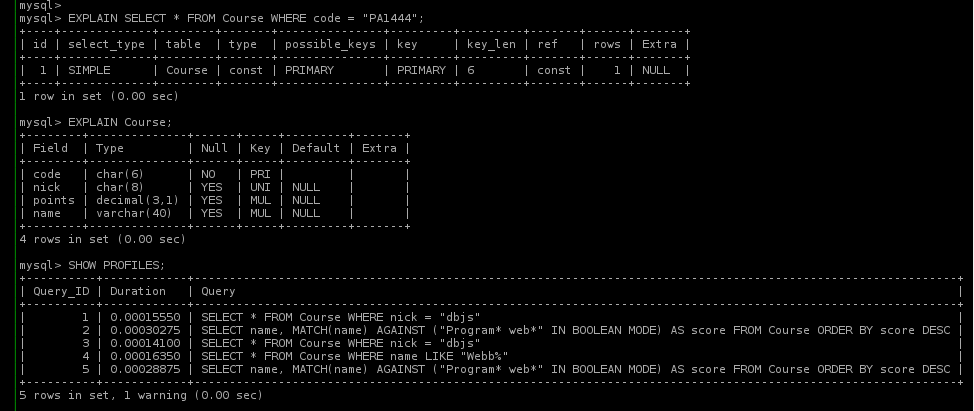 mysql>
mysql> EXPLAIN SELECT * FROM Course WHERE code = "PA1444";
+----+-------------+--------+-------+---------------+---------+---------+-------+------+-------+
| id | select_type | table  | type  | possible_keys | key     | key_len | ref   | rows | Extra |
+----+-------------+--------+-------+---------------+---------+---------+-------+------+-------+
|  1 | SIMPLE      | Course | const | PRIMARY       | PRIMARY | 6       | const |    1 | NULL  |
+----+-------------+--------+-------+---------------+---------+---------+-------+------+-------+
1 row in set (0.00 sec)

mysql> EXPLAIN Course;
+--------+--------------+------+-----+---------+-------+
| Field  | Type         | Null | Key | Default | Extra |
+--------+--------------+------+-----+---------+-------+
| code   | char(6)      | NO   | PRI |         |       |
| nick   | char(8)      | YES  | UNI | NULL    |       |
| points | decimal(3,1) | YES  | MUL | NULL    |       |
| name   | varchar(40)  | YES  | MUL | NULL    |       |
+--------+--------------+------+-----+---------+-------+
4 rows in set (0.00 sec)

mysql> SHOW PROFILES;
+----------+------------+---------------------------------------------------------------------------------------------------------------+
| Query_ID | Duration   | Query                                                                                                         |
+----------+------------+---------------------------------------------------------------------------------------------------------------+
|        1 | 0.00015550 | SELECT * FROM Course WHERE nick = "dbjs"                                                                      |
|        2 | 0.00030275 | SELECT name, MATCH(name) AGAINST ("Program* web*" IN BOOLEAN MODE) AS score FROM Course ORDER BY score DESC |
|        3 | 0.00014100 | SELECT * FROM Course WHERE nick = "dbjs"                                                                      |
|        4 | 0.00016350 | SELECT * FROM Course WHERE name LIKE "Webb%"                                                                  |
|        5 | 0.00028875 | SELECT name, MATCH(name) AGAINST ("Program* web*" IN BOOLEAN MODE) AS score FROM Course ORDER BY score DESC |
+----------+------------+---------------------------------------------------------------------------------------------------------------+
5 rows in set, 1 warning (0.00 sec)